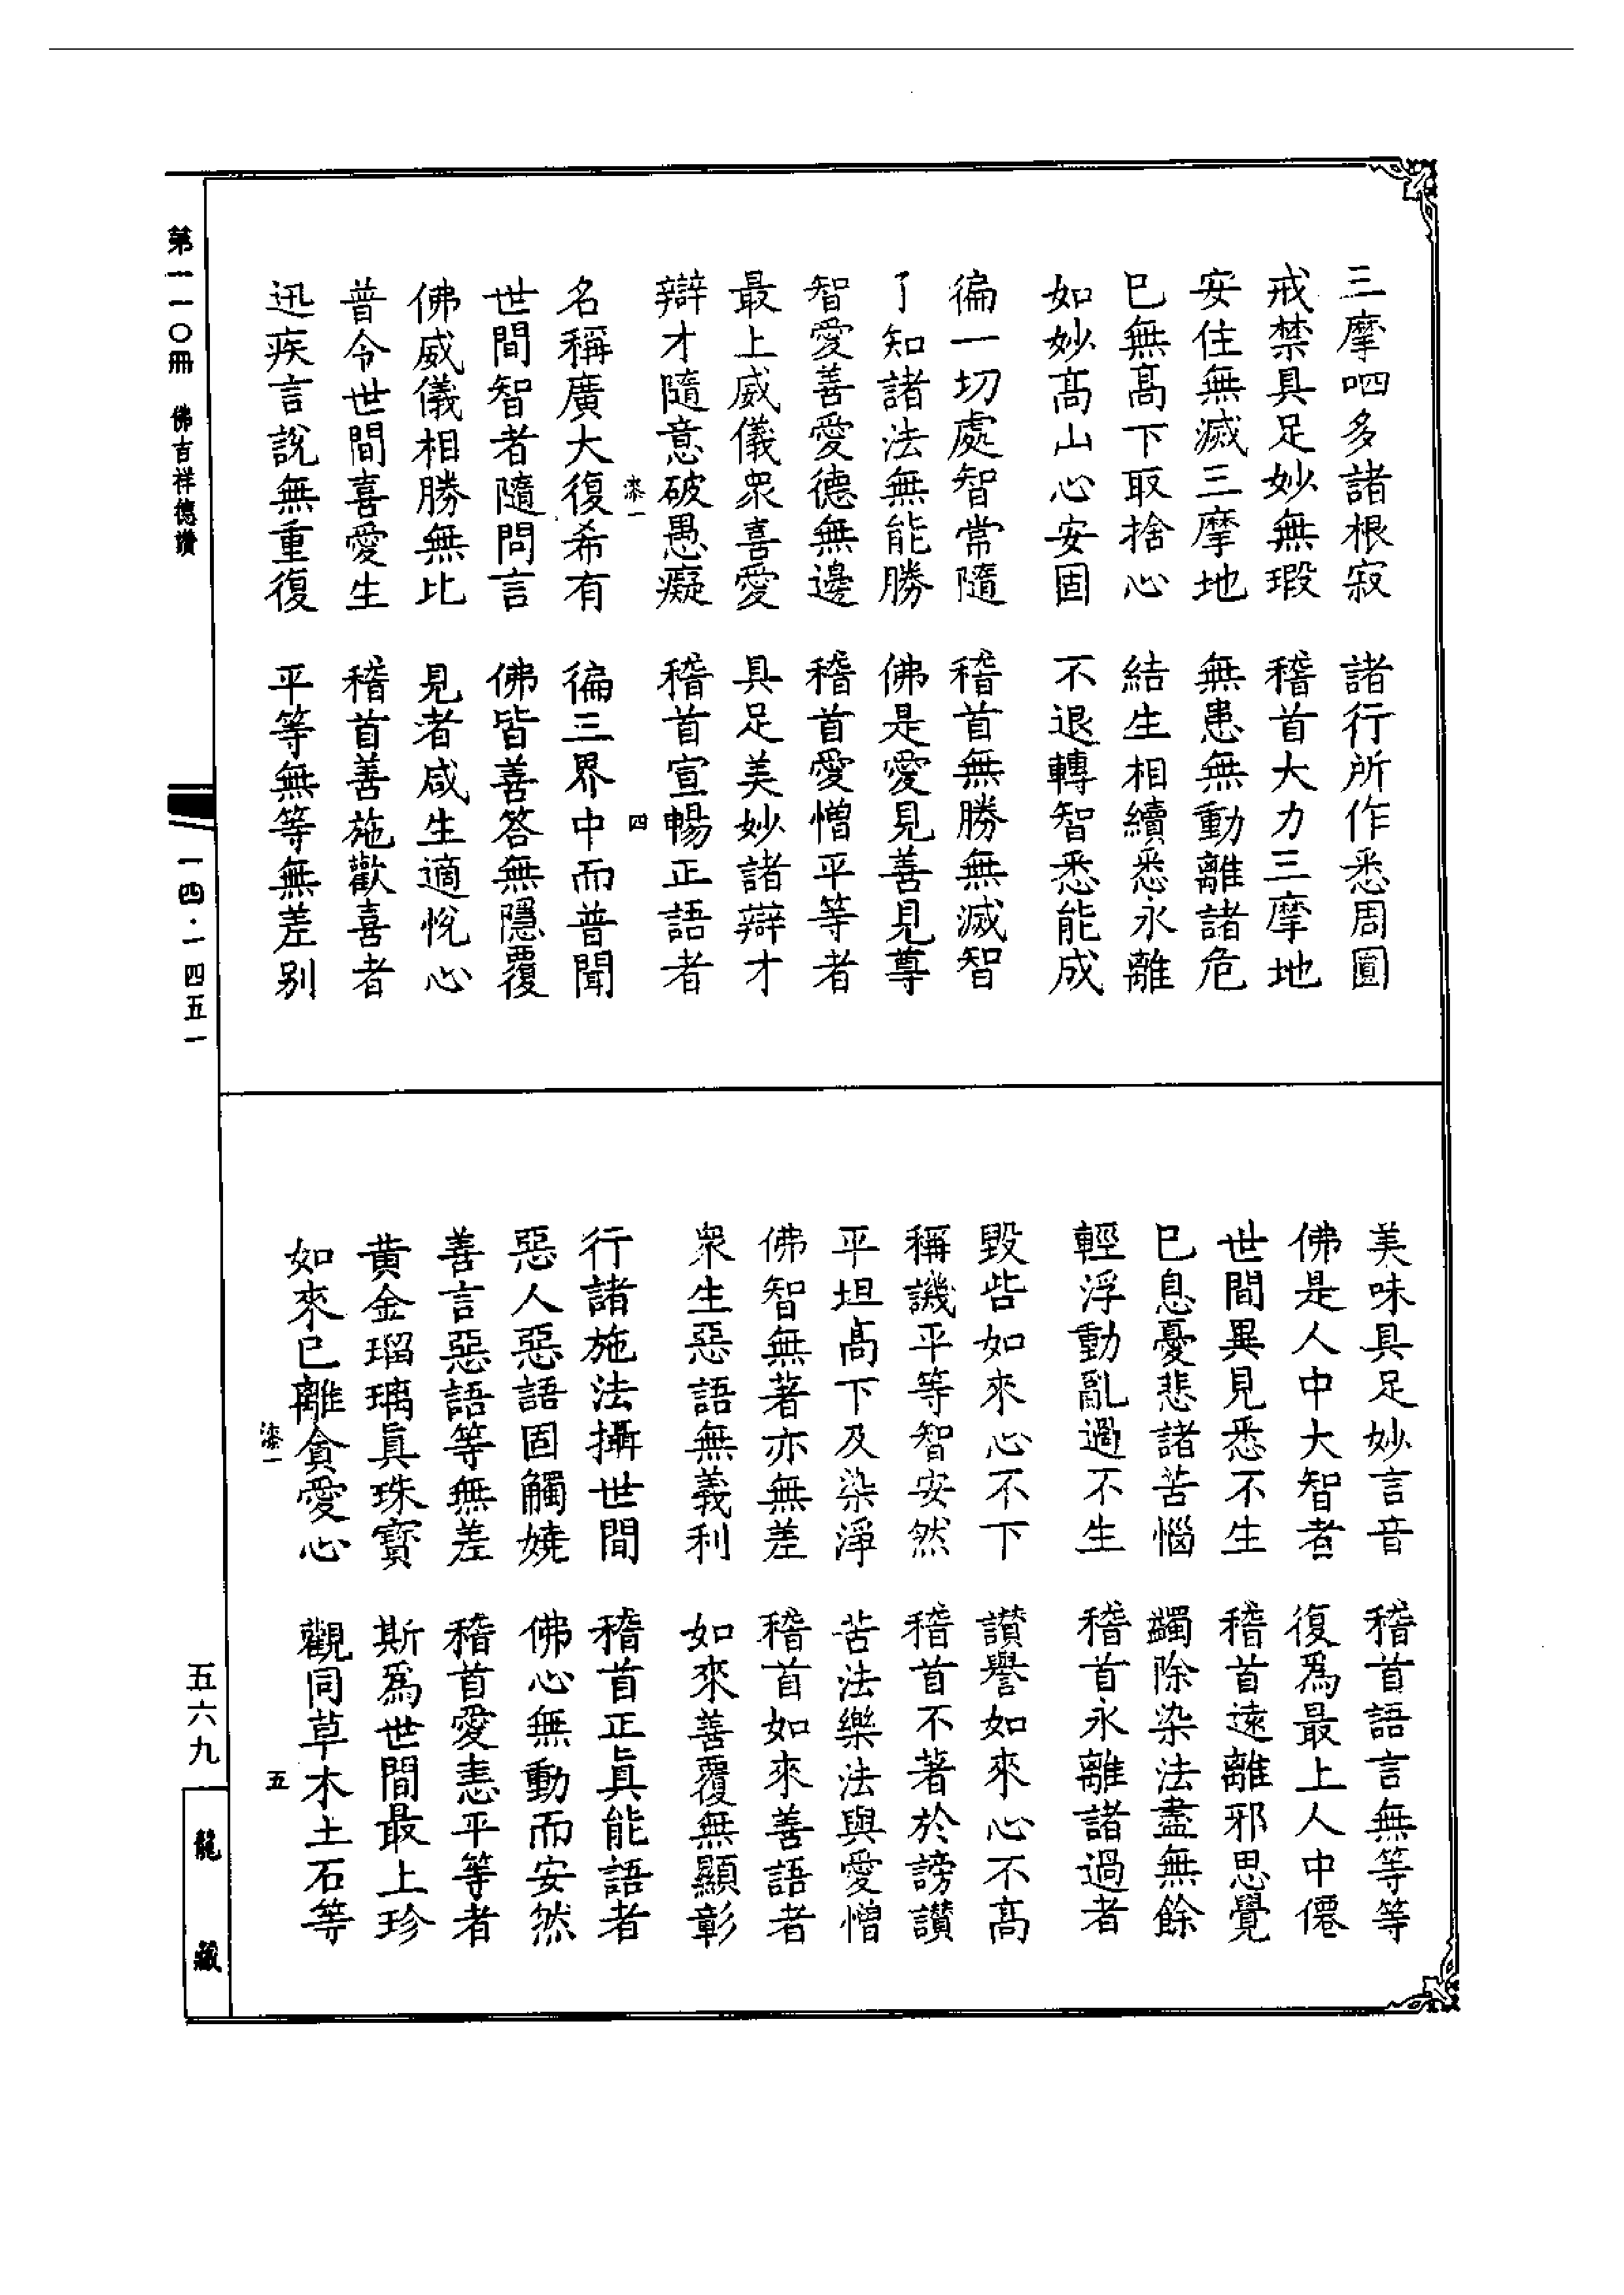 三摩呬多諸根寂　諸行所作悉周圓
戒禁具足妙無瑕　稽首大力三摩地
安住無滅三摩地　無患無動離諸危
已無髙下取捨心　結生相續悉永離
如妙髙山心安固　不退轉智悉能成
徧一切處智常隨　稽首無勝無滅智
了知諸法無能勝　佛是愛見善見尊
智愛善愛德無邊　稽首愛憎平等者
最上威儀衆喜愛　具足美妙諸辯才
辯才隨意破愚癡　稽首宣暢正語者
漆一　四
名稱廣大復希有　徧三界中而普聞
世間智者隨問言　佛皆善答無隱覆
佛威儀相勝無比　見者咸生適悅心
普令世間喜愛生　稽首善施歡喜者
迅疾言說無重復　平等無等無差别
美味具足妙言音　稽首語言無等等
佛是人中大智者　復爲最上人中僊
世間異見悉不生　稽首遠離邪思覺
已息憂悲諸苦惱　蠲除染法盡無餘
輕浮動亂過不生　稽首永離諸過者
毀呰如來心不下　讃譽如來心不髙
稱譏平等智安然　稽首不著於謗讃
平坦髙下及染淨　苦法樂法與愛憎
佛智無著亦無差　稽首如來善語者
衆生惡語無義利　如來善覆無顯彰
行諸施法攝世間　稽首正眞能語者
惡人惡語固觸嬈　佛心無動而安然
善言惡語等無差　稽首愛恚平等者
黄金瑠璃眞珠寳　斯爲世間最上珍
如來已離貪愛心　觀同草木土石等
漆一　五
第一一〇冊　佛吉祥德讚
一四·一四五一
五六九
龍藏